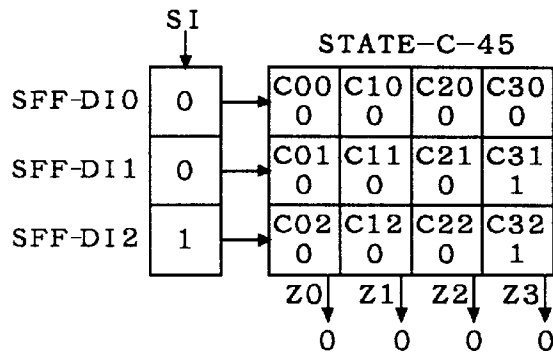 SI
STATE-C-45
SFF-DI0 0 C00 C10 C20 C30
0 0 0 0
SFF-DI1 0 C01 C11 C21 C31
0 0 0 1
SFF-DI2 1 C02 C12 C22 C32
0 0 0 1
Z0 Z1 Z2 Z3
0 0 0 0